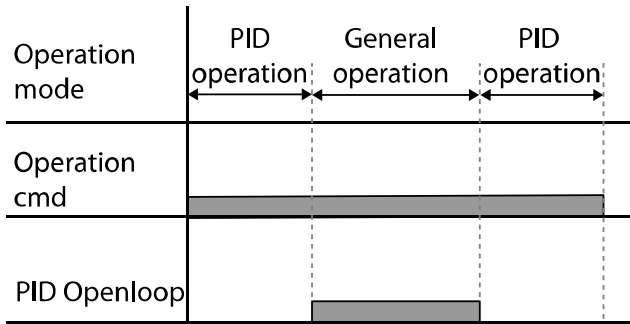 Operation
mode
PID
operation
General
operation
PID
operation
Operation
cmd
PID Openloop